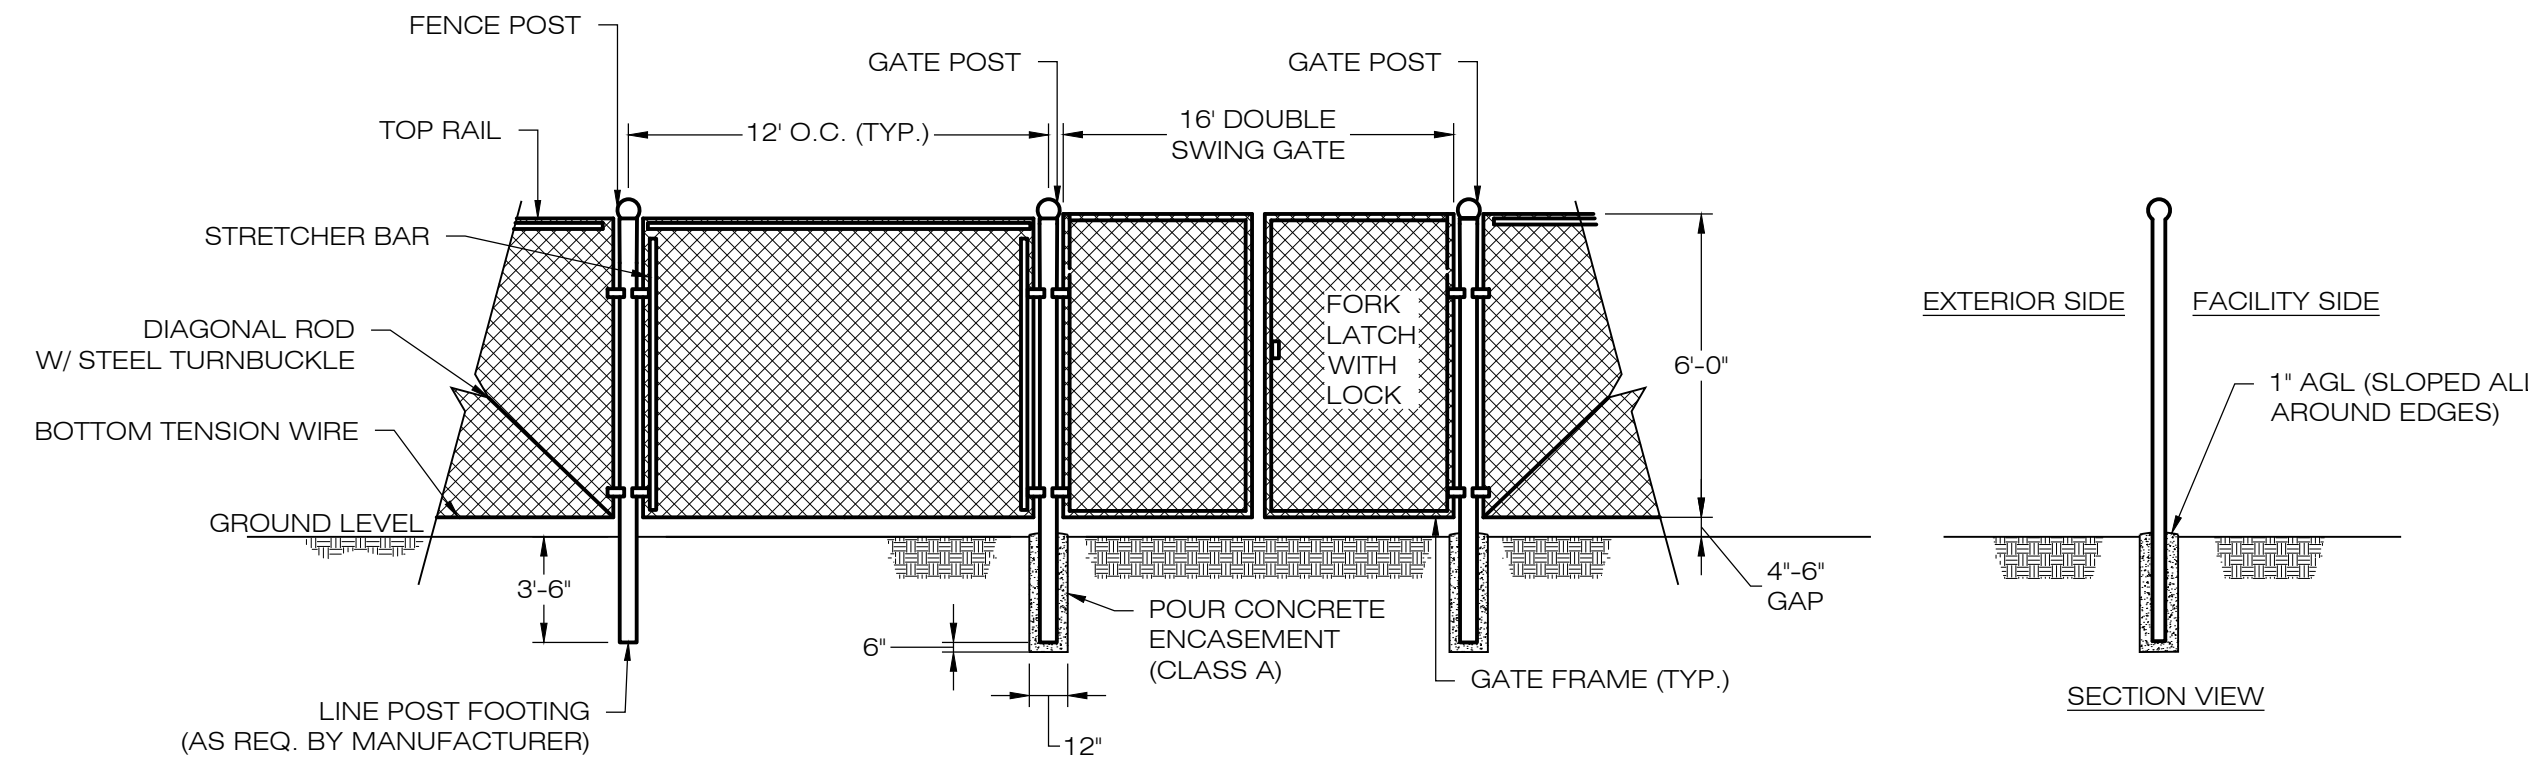 FENCE POST
GATE POST
GATE POST
TOP RAIL
12' O.C. (TYP.)
16' DOUBLE
SWING GATE
STRETCHER BAR
DIAGONAL ROD
W/ STEEL TURNBUCKLE
BOTTOM TENSION WIRE
GROUND LEVEL
FORK
LATCH
WITH
LOCK
6'-0"
3'-6"
6"
12"
4"-6"
GAP
POUR CONCRETE
ENCASEMENT
(CLASS A)
GATE FRAME (TYP.)
LINE POST FOOTING
(AS REQ. BY MANUFACTURER)
EXTERIOR SIDE
FACILITY SIDE
1" AGL (SLOPED ALL
AROUND EDGES)
SECTION VIEW